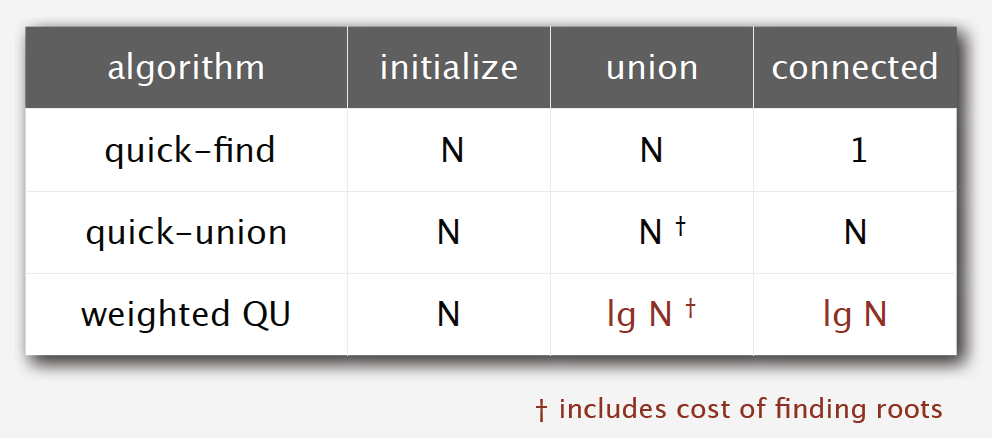 algorithm initialize union connected
quick-find N N 1
quick-union N N † N
weighted QU N lg N † lg N
† includes cost of finding roots